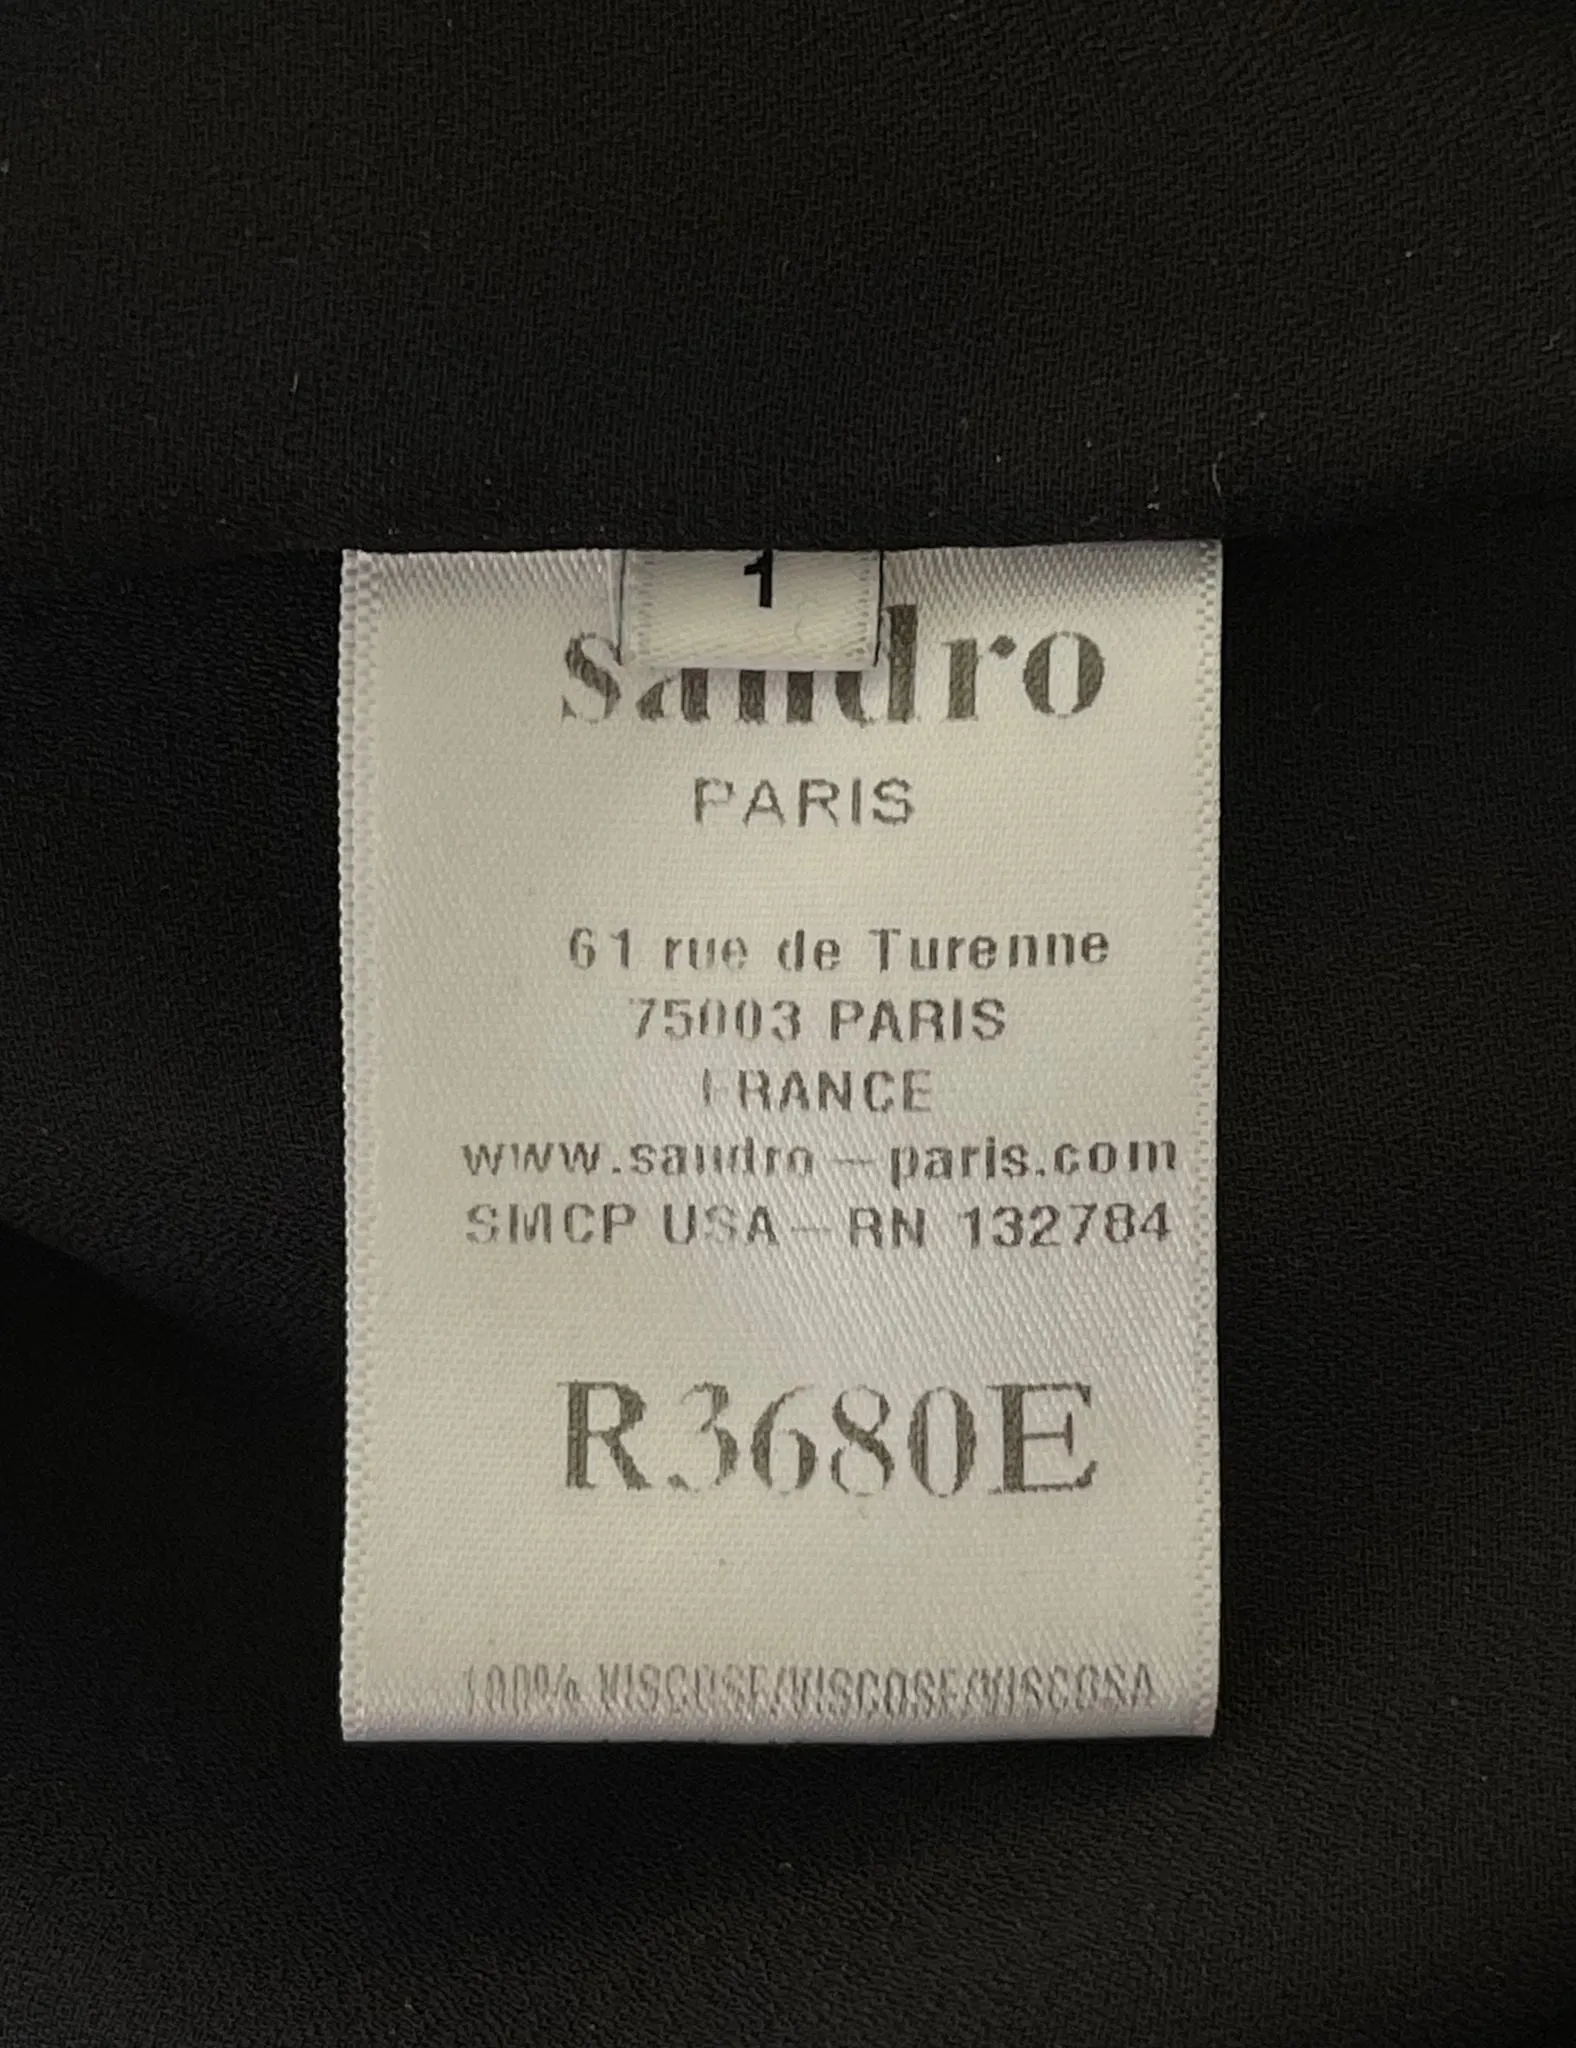 1
sandro
PARIS
61 rue de Turenne
75003 PARIS
FRANCE
www.sandro-paris.com
SMCP USA-RN 132784
R3680E
100% VISCOSE/VISCOSE/VISCOSA